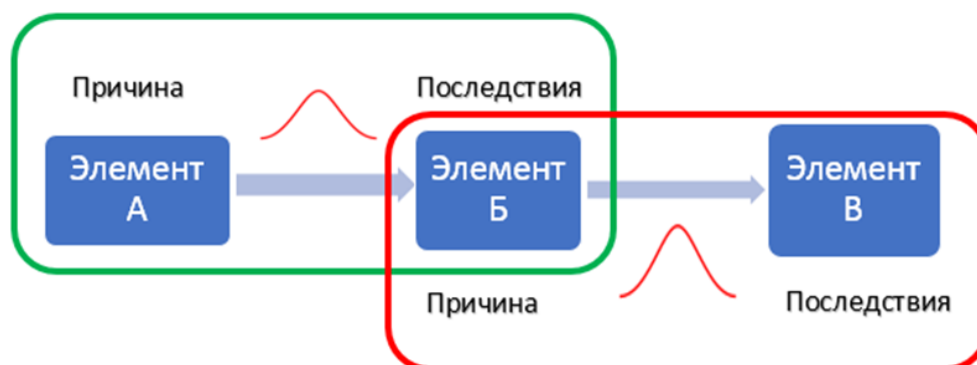 Причина
Последствия
Элемент
А
Элемент
Б
Элемент
В
Причина
Последствия